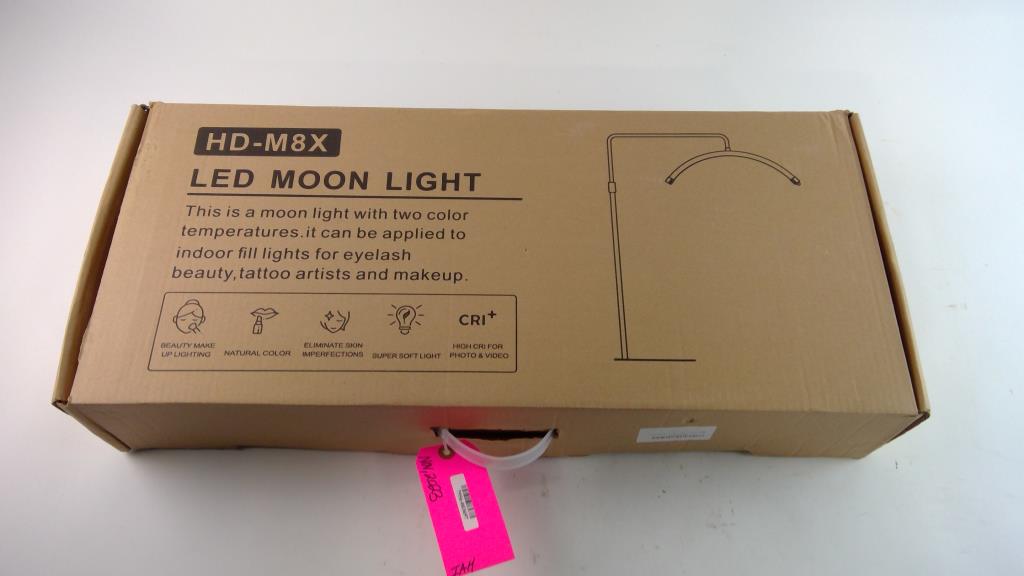 HD-M8X
LED MOON LIGHT
This is a moon light with two color
temperatures.it can be applied to
indoor fill lights for eyelash
beauty,tattoo artists and makeup.
BEAUTY MAKE
UP LIGHTING
NATURAL COLOR
ELIMINATE SKIN
IMPERFECTIONS
SUPER SOFT LIGHT
CRI+
HIGH CRI FOR
PHOTO & VIDEO